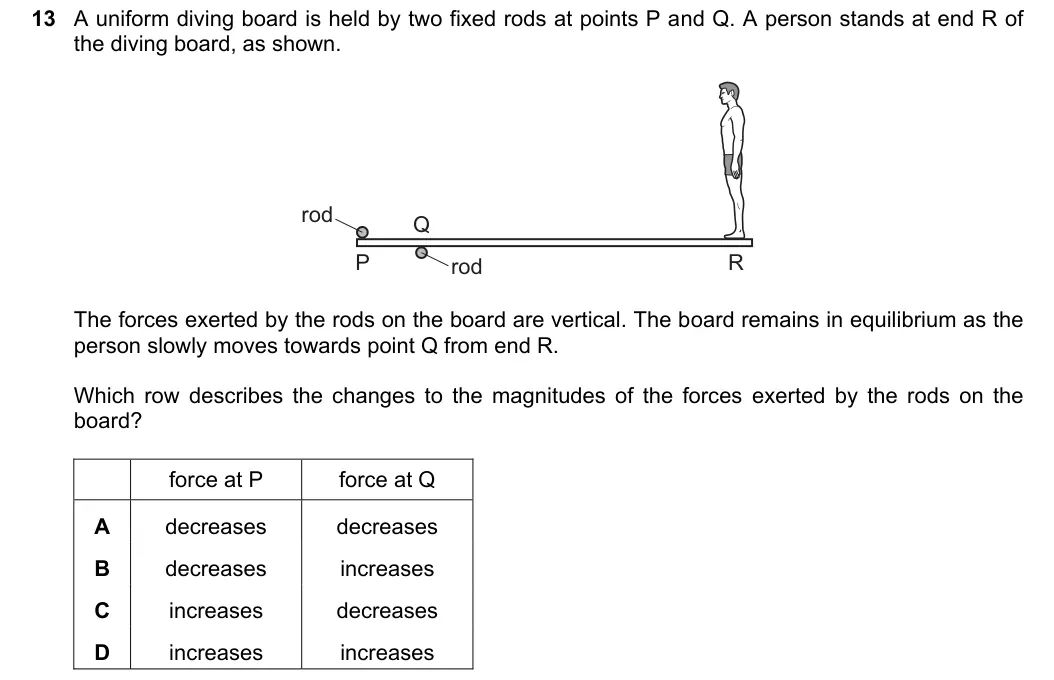 13 A uniform diving board is held by two fixed rods at points P and Q. A person stands at end R of
the diving board, as shown.
rod
Q
P
rod
R
The forces exerted by the rods on the board are vertical. The board remains in equilibrium as the
person slowly moves towards point Q from end R.
Which row describes the changes to the magnitudes of the forces exerted by the rods on the
board?
force at P force at Q
A decreases decreases
B decreases increases
C increases decreases
D increases increases